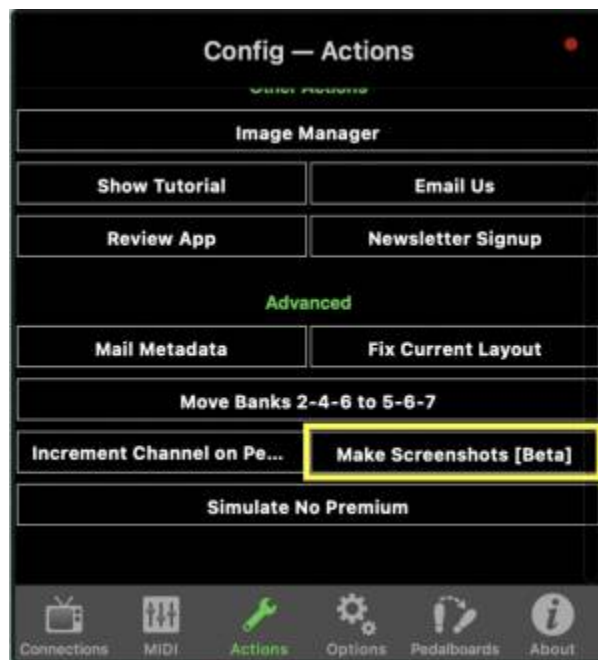 Config — Actions
Other Actions
Image Manager
Show Tutorial Email Us
Review App Newsletter Signup
Advanced
Mail Metadata Fix Current Layout
Move Banks 2-4-6 to 5-6-7
Increment Channel on Pe... Make Screenshots [Beta]
Simulate No Premium
Connections MIDI Actions Options Pedalboards About